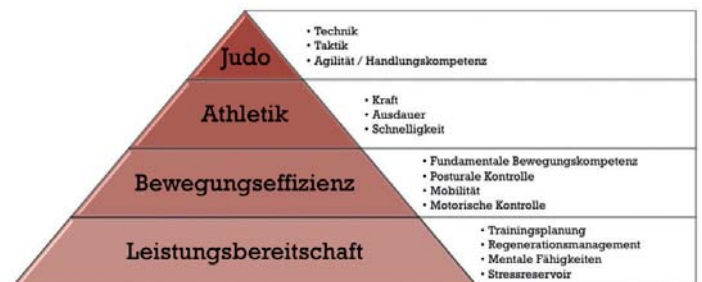 Judo
• Technik
• Taktik
• Agilität / Handlungskompetenz
Athletik
• Kraft
• Ausdauer
• Schnelligkeit
Bewegungseffizienz
• Fundamentale Bewegungskompetenz
• Posturale Kontrolle
• Mobilität
• Motorische Kontrolle
Leistungsbereitschaft
• Trainingsplanung
• Regenerationsmanagement
• Mentale Fähigkeiten
• Stressreservoir